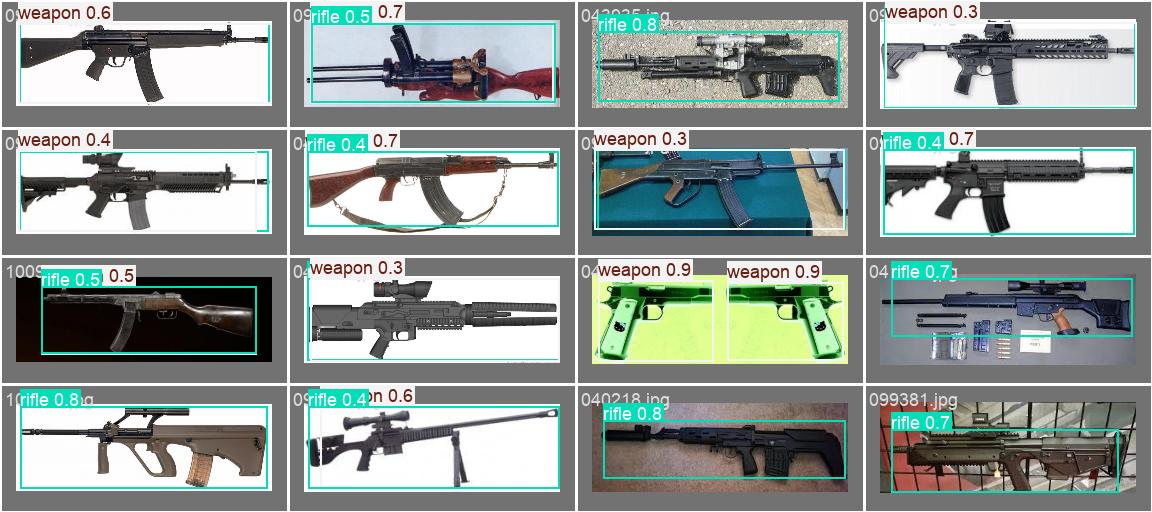 weapon 0.6
rifle 0.5 0.7
rifle 0.8
weapon 0.3
weapon 0.4
rifle 0.4 0.7
weapon 0.3
rifle 0.4 0.7
rifle 0.5 0.5
weapon 0.3
weapon 0.9 weapon 0.9
rifle 0.7
rifle 0.8
rifle 0.4 on 0.6
040218.jpg
rifle 0.8
099381.jpg
rifle 0.7